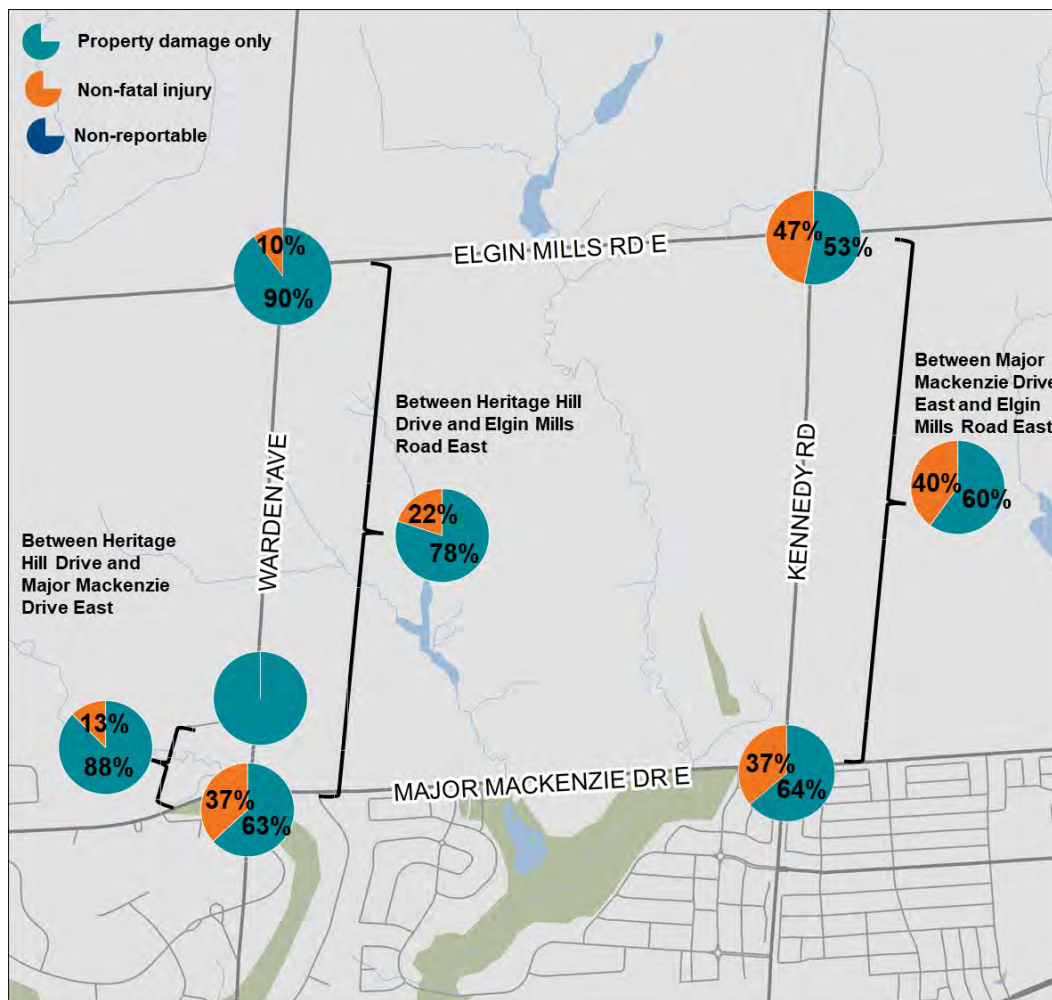 Property damage only
Non-fatal injury
Non-reportable
10%
90%
ELGIN MILLS RD E
47%
53%
Between Major
Mackenzie Drive
East and Elgin
Mills Road East
40%
60%
Between Heritage Hill
Drive and Elgin Mills
Road East
22%
78%
WARDEN AVE
KENNEDY RD
Between Heritage
Hill Drive and
Major Mackenzie
Drive East
13%
88%
37%
63%
MAJOR MACKENZIE DR E
37%
64%